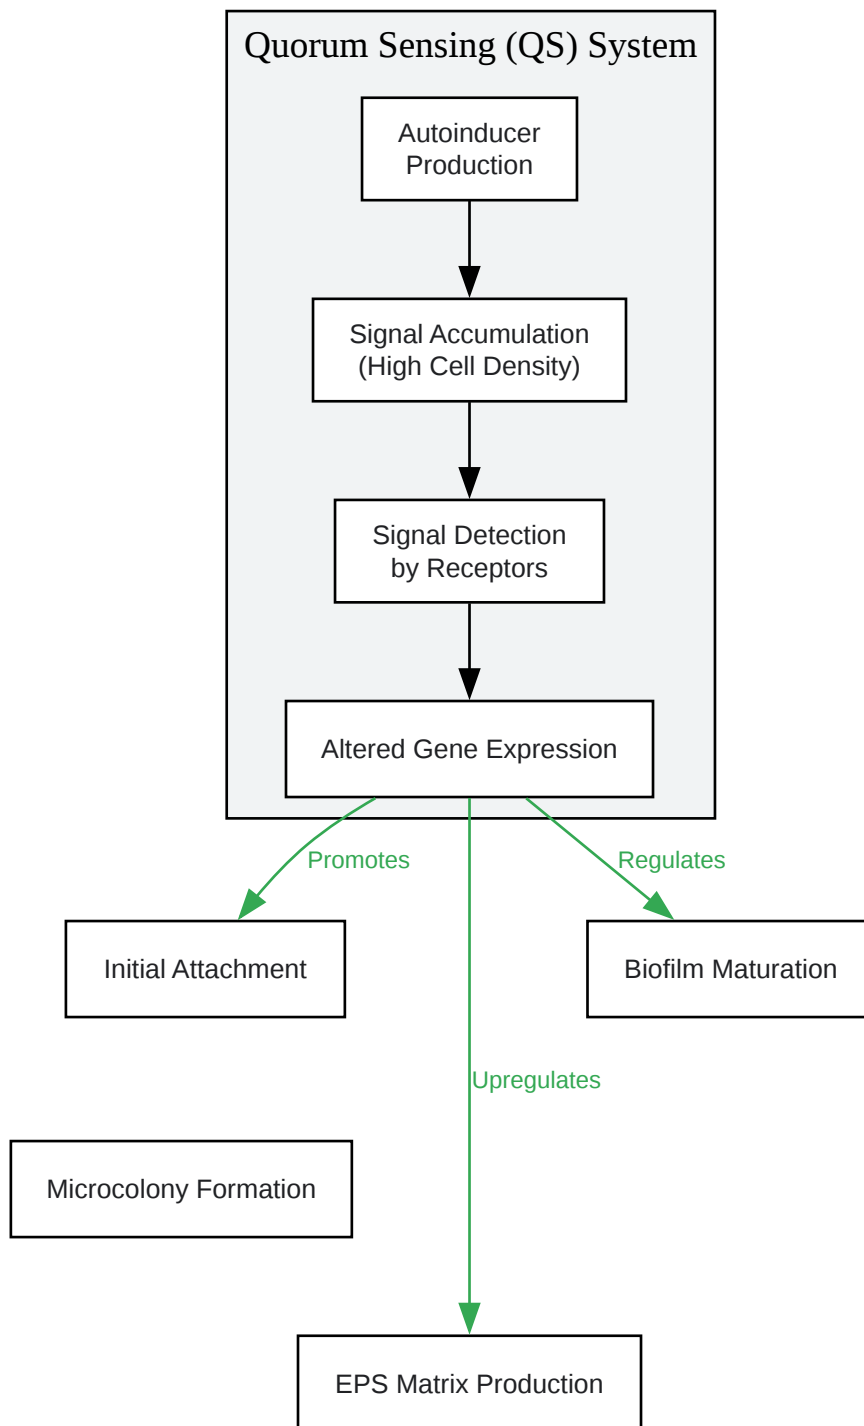 Quorum Sensing (QS) System
Autoinducer
Production
Signal Accumulation
(High Cell Density)
Signal Detection
by Receptors
Altered Gene Expression
Promotes
Regulates
Initial Attachment
Biofilm Maturation
Upregulates
Microcolony Formation
EPS Matrix Production